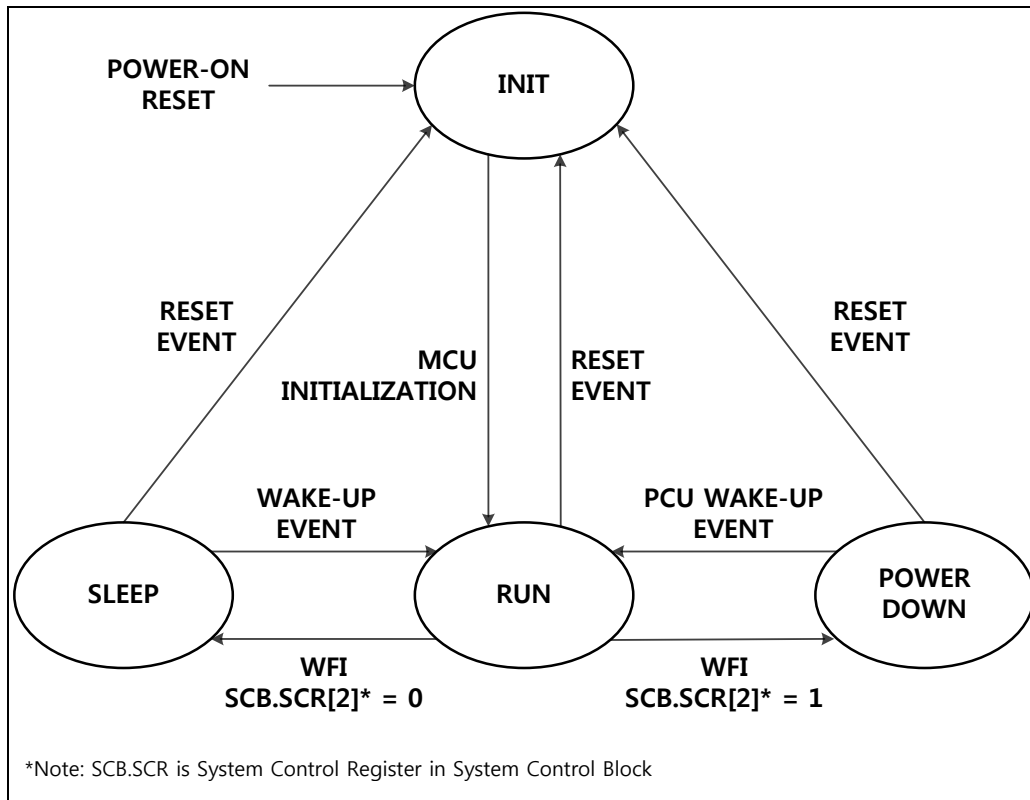 POWER-ON
RESET
INIT
RESET
EVENT
MCU
INITIALIZATION
RESET
EVENT
RESET
EVENT
WAKE-UP
EVENT
PCU WAKE-UP
EVENT
SLEEP
RUN
POWER
DOWN
WFI
SCB.SCR[2]* = 0
WFI
SCB.SCR[2]* = 1
*Note: SCB.SCR is System Control Register in System Control Block